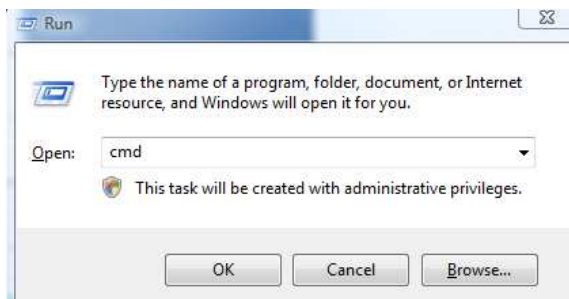 Run
Type the name of a program, folder, document, or Internet
resource, and Windows will open it for you.
Open:
cmd
This task will be created with administrative privileges.
OK
Cancel
Browse...